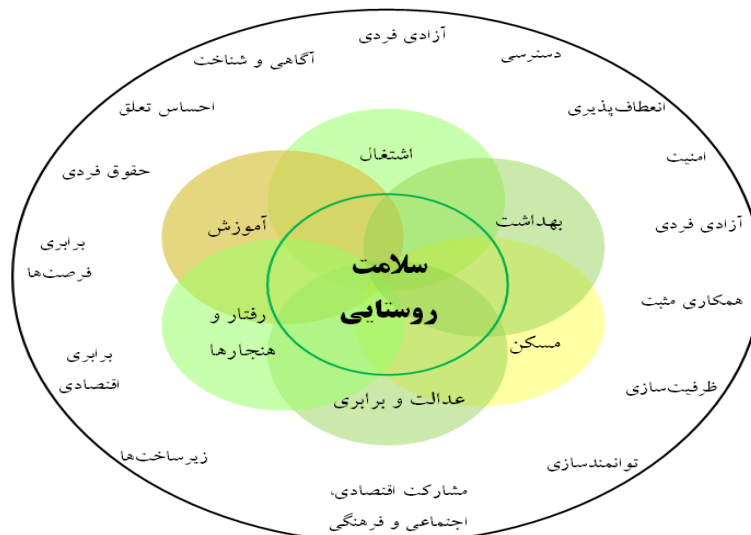 آزادی فردی
دسترسی
آگاهی و شناخت
انعطاف‌پذیری
احساس تعلق
امنیت
حقوق فردی
آزادی فردی
برابری
فرصت‌ها
همکاری مثبت
برابری
اقتصادی
ظرفیت‌سازی
زیرساخت‌ها
توانمندسازی
مشارکت اقتصادی،
اجتماعی و فرهنگی
اشتغال
بهداشت
آموزش
سلامت
روستایی
رفتار و
هنجارها
مسکن
عدالت و برابری